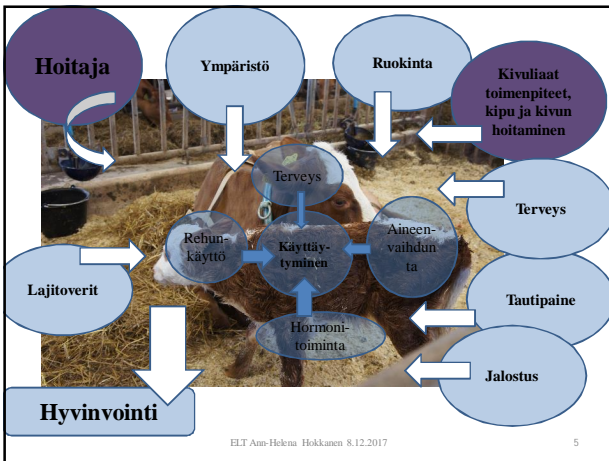 Hoitaja
Ympäristö
Ruokinta
Kivuliaat
toimenpiteet,
kipu ja kivun
hoitaminen
Terveys
Terveys
Rehun-
käyttö
Käyttäy-
tyminen
Aineen-
vaihdun
ta
Lajitoverit
Tautipaine
Hormoni-
toiminta
Jalostus
Hyvinvointi
ELT Ann-Helena Hokkanen 8.12.2017
5